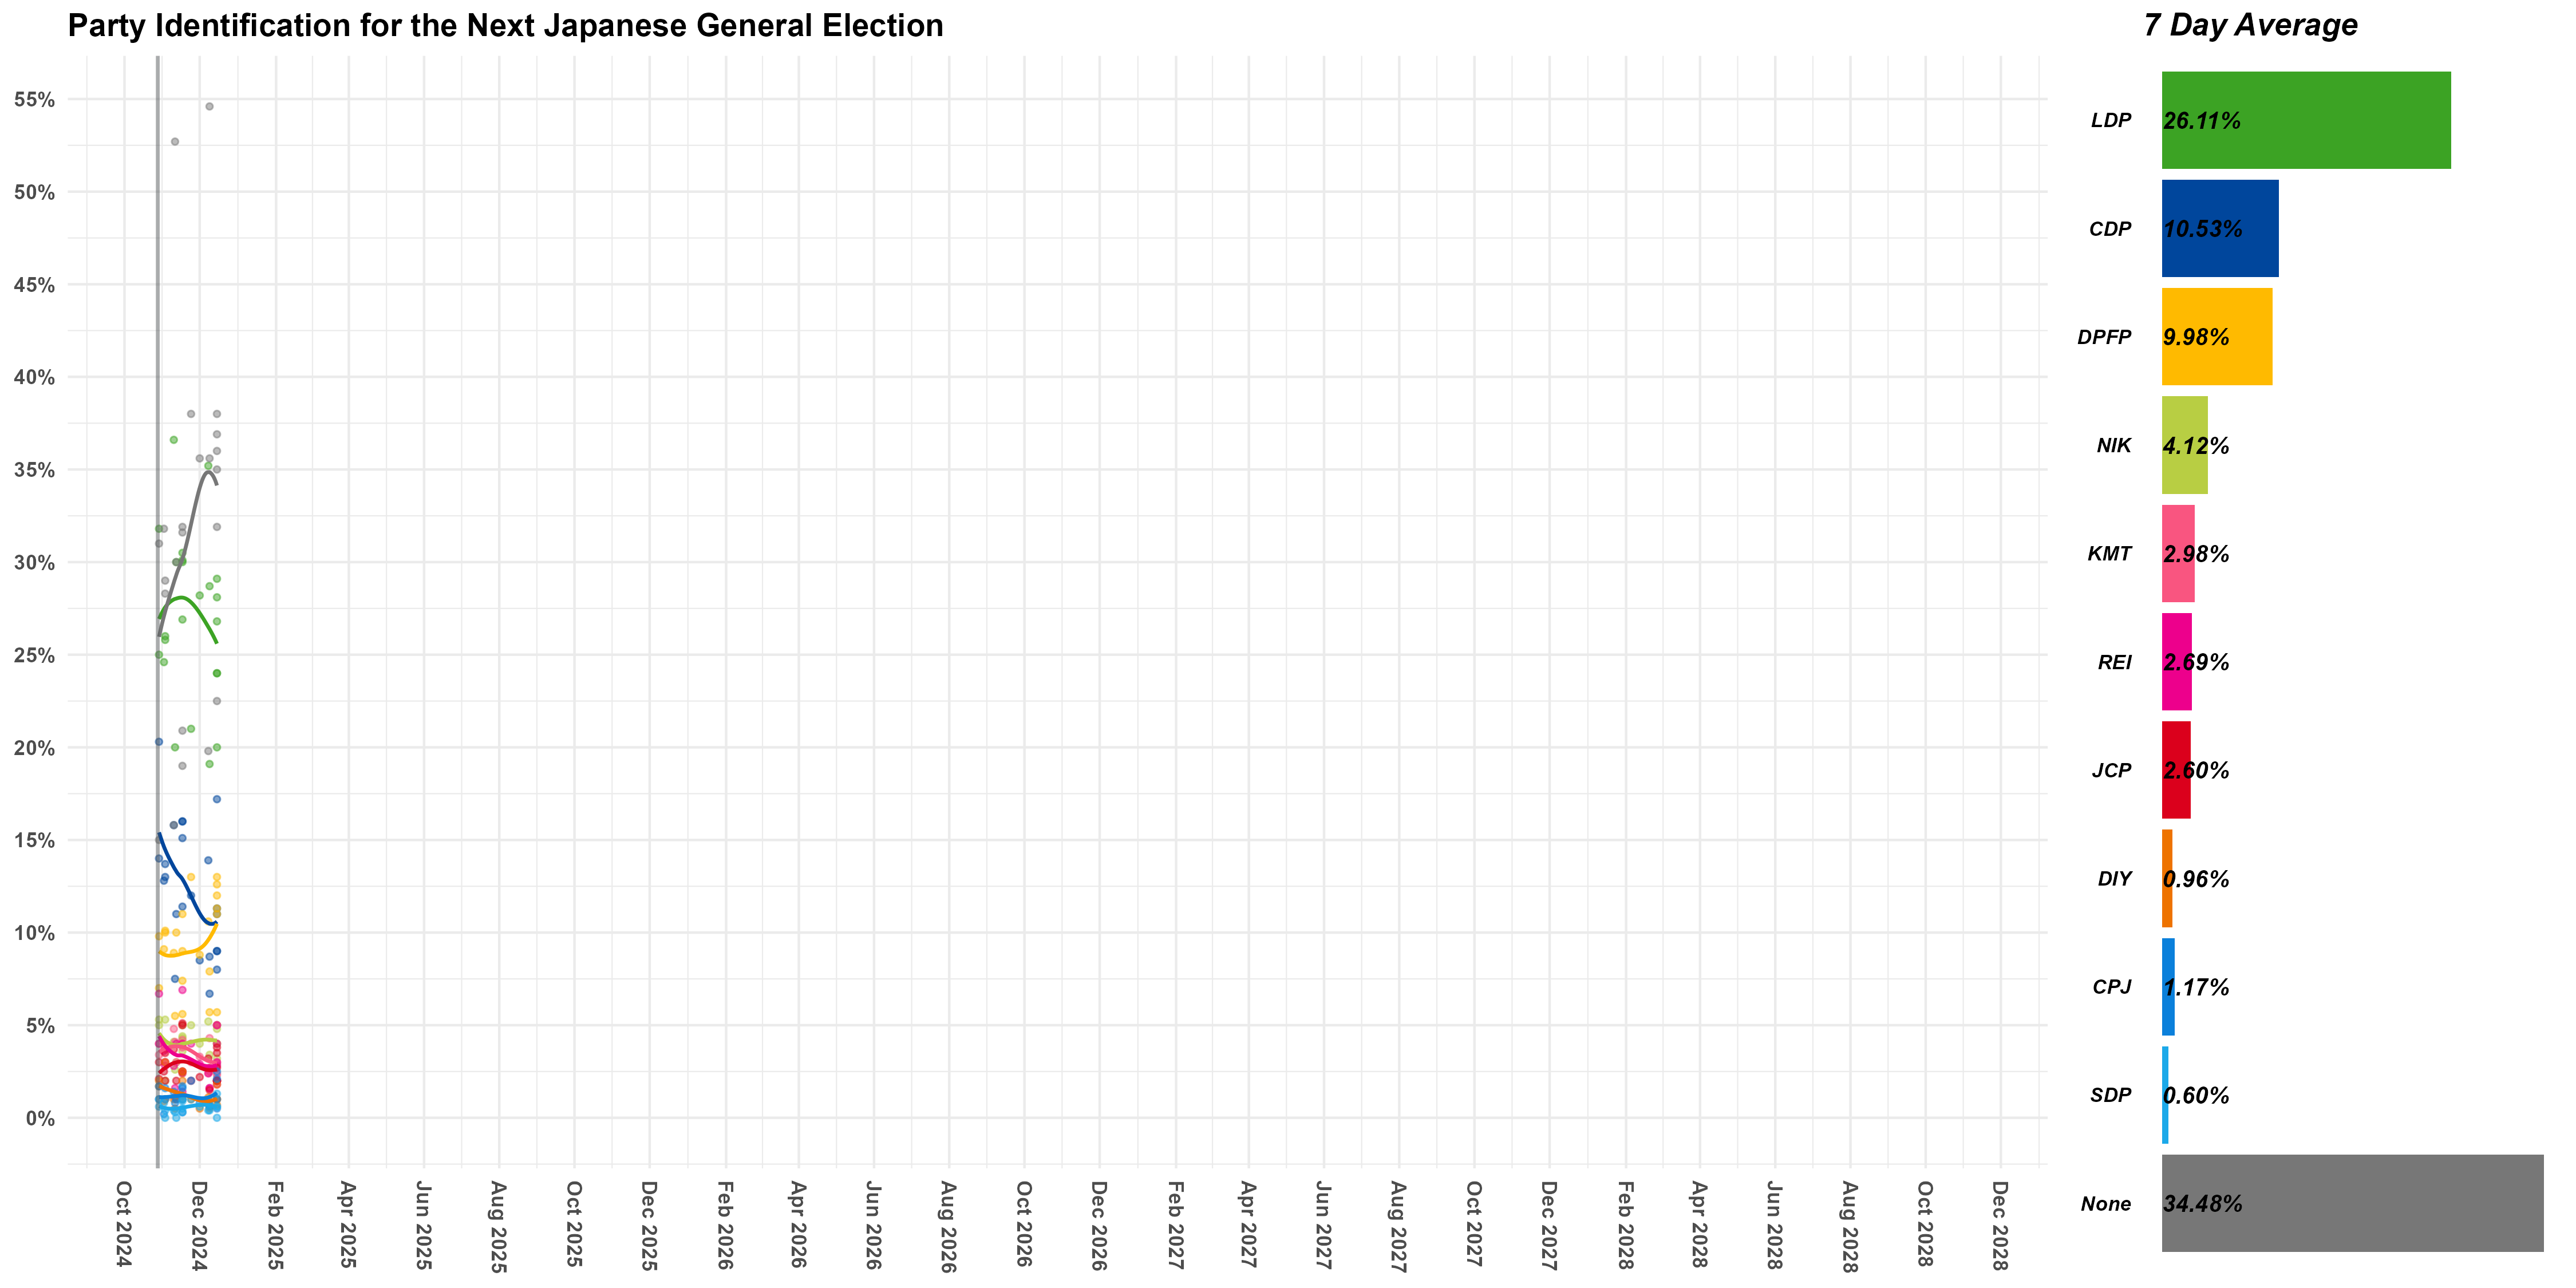 Party Identification for the Next Japanese General Election
7 Day Average
55%
50%
45%
40%
35%
30%
25%
20%
15%
10%
5%
0%
Oct 2024
Dec 2024
Feb 2025
Apr 2025
Jun 2025
Aug 2025
Oct 2025
Dec 2025
Feb 2026
Apr 2026
Jun 2026
Aug 2026
Oct 2026
Dec 2026
Feb 2027
Apr 2027
Jun 2027
Aug 2027
Oct 2027
Dec 2027
Feb 2028
Apr 2028
Jun 2028
Aug 2028
Oct 2028
Dec 2028
LDP 26.11%
CDP 10.53%
DPFP 9.98%
NIK 4.12%
KMT 2.98%
REI 2.69%
JCP 2.60%
DIY 0.96%
CPJ 1.17%
SDP 0.60%
None 34.48%